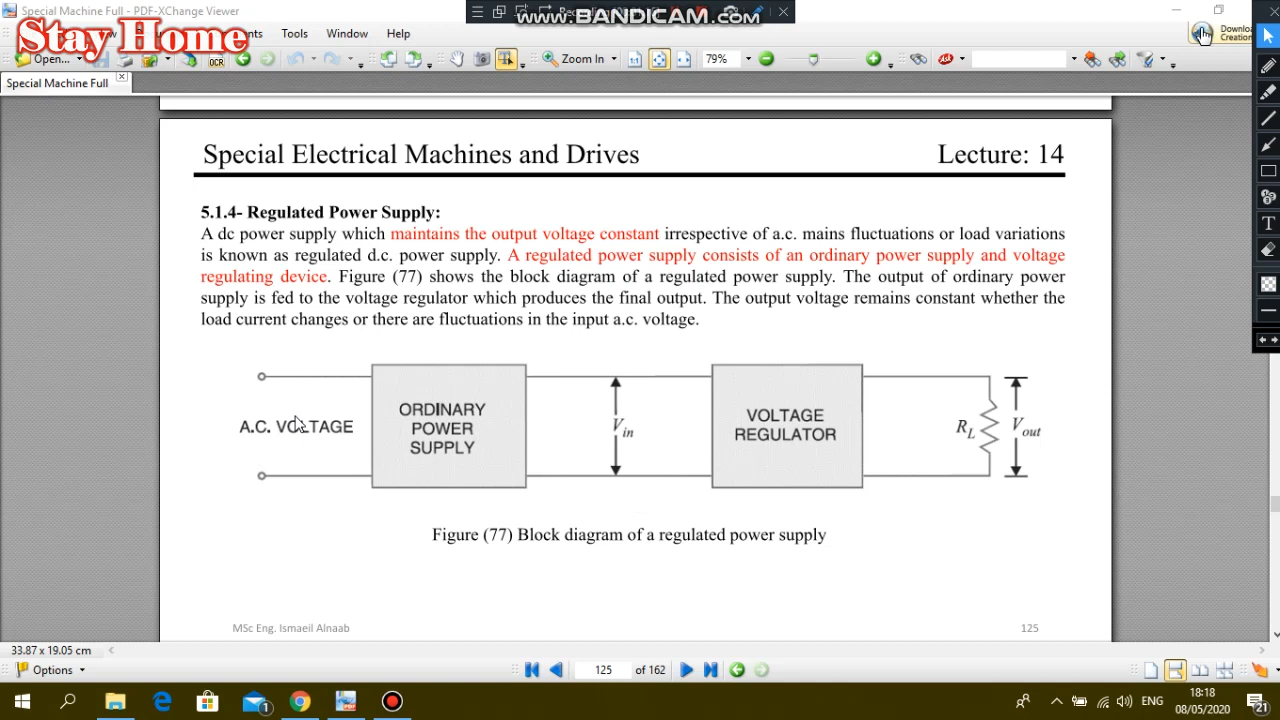 Special Machine Full - PDF-XChange Viewer
www.BANDICAM.com
Stay Home
Tools
Window
Help
Download
Creation
Open...
OCR
Zoom In
79%
Ask
Special Machine Full
Special Electrical Machines and Drives
Lecture: 14
5.1.4- Regulated Power Supply:
A dc power supply which maintains the output voltage constant irrespective of a.c. mains fluctuations or load variations
is known as regulated d.c. power supply. A regulated power supply consists of an ordinary power supply and voltage
regulating device. Figure (77) shows the block diagram of a regulated power supply. The output of ordinary power
supply is fed to the voltage regulator which produces the final output. The output voltage remains constant whether the
load current changes or there are fluctuations in the input a.c. voltage.
A.C. VOLTAGE
ORDINARY
POWER
SUPPLY
Vin
VOLTAGE
REGULATOR
RL
Vout
Figure (77) Block diagram of a regulated power supply
MSc Eng. Ismaeil Alnaab
125
33.87 x 19.05 cm
Options
125
of 162
1
ENG
18:18
08/05/2020
21